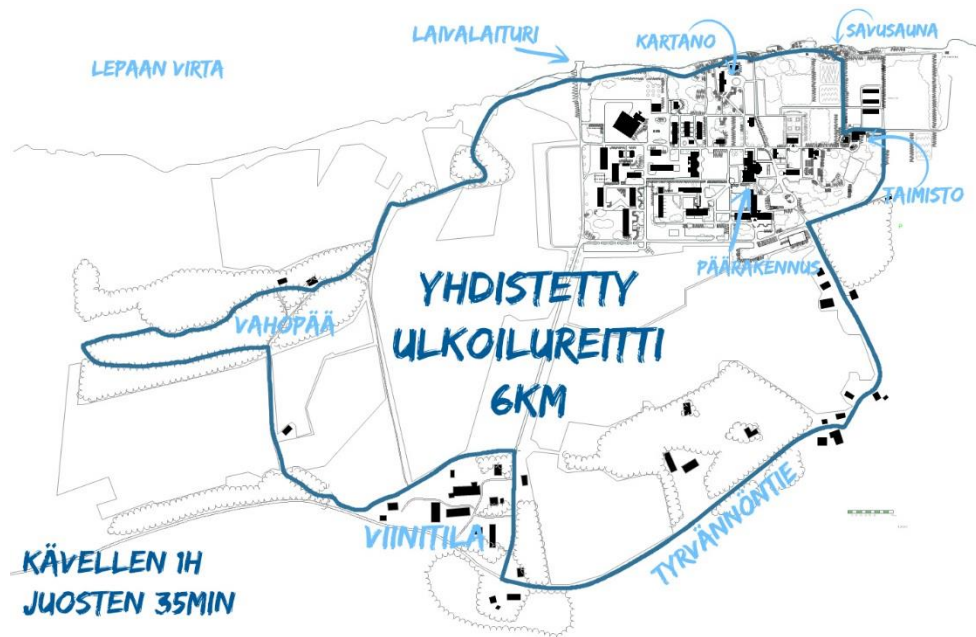 LAIVALAITURI
KARTANO
SAVUSAUNA
LEPAAN VIRTA
TAIMISTO
PÄÄRAKENNUS
YHDISTETTY
ULKOILUREITTI
6KM
VAHOPÄÄ
VIINITILA
TYRVÄNNÖNTIE
KÄVELLEN 1H
JUOSTEN 35MIN